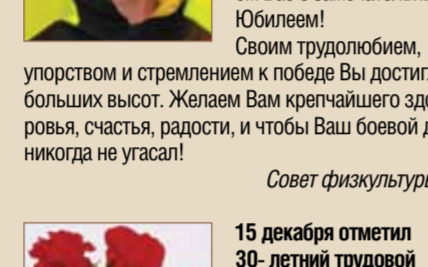 Юбилеем!
Своим трудолюбием,
упорством и стремлением к победе Вы достиг
больших высот. Желаем Вам крепчайшего здо
ровья, счастья, радости, и чтобы Ваш боевой д
никогда не угасал!
Совет физкультуры
15 декабря отметил
30- летний трудовой